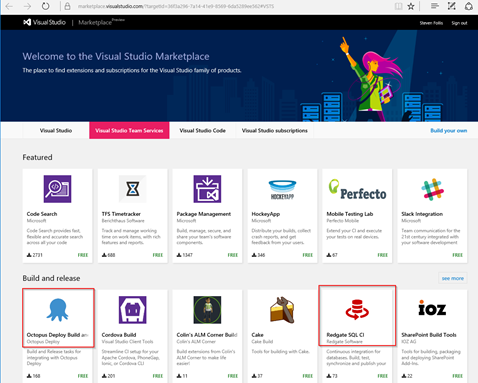 marketplace.visualstudio.com/?targetId=
Visual Studio | Marketplace Preview
Steven Follis Sign out
Welcome to the Visual Studio Marketplace
The place to find extensions and subscriptions for the Visual Studio family of products.
Visual Studio Visual Studio Team Services Visual Studio Code Visual Studio subscriptions Build your own
Featured
HOCKEYAPP Perfecto
Code Search TFS Timetracker Package Management HockeyApp Mobile Testing Lab Slack Integration
Microsoft Berichthaus Software Microsoft Microsoft Perfecto Mobile Microsoft
Code Search provides fast, Track and manage working Build, manage, secure, and Distribute your builds, collect Extend your CI and execute Team communication for the
flexible and accurate search time on work items, with rich share your team's software crash reports, and get your tests on real devices. 21st century integrated with
across all your code features and reports. components. feedback from your users. your software development
2731 FREE 688 FREE 1347 FREE 346 FREE 67 FREE FREE
Build and release see more
IOZ
Octopus Deploy Build an Cordova Build Colin's ALM Corner Build Cake Redgate SQL CI SharePoint Build Tools
Octopus Deploy Visual Studio Client Tools Colin's ALM Corner Cake Build Redgate Software IOZ AG
Build and Release tasks for Streamline CI setup for your Build extensions from Colin's Tools for building with Cake. Continuous integration for Tools for building, packaging
integrating with Octopus Apache Cordova, PhoneGap, ALM Corner to make life databases. Build, test, and deploying SharePoint
Deploy Ionic, or Cordova CLI easier! synchronize and publish your
168 FREE 201 FREE 11 FREE 37 FREE 73 FREE 22 FREE